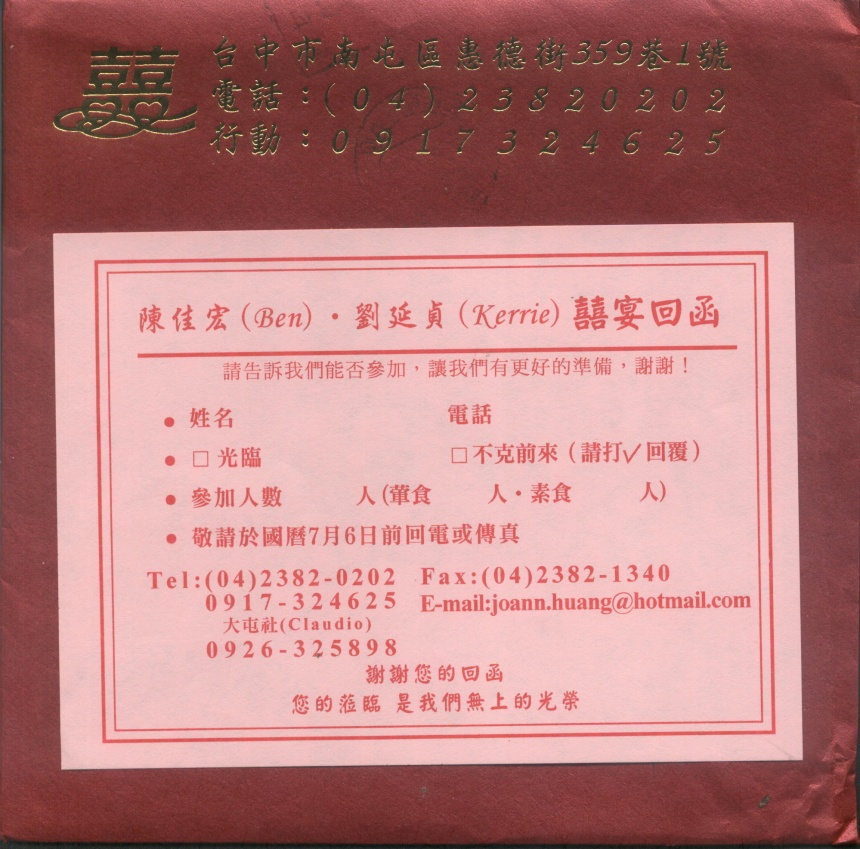 囍
台中市南屯區惠德街359巷1號
電話：(04)23820202
行動：0917324625
陳佳宏(Ben)・劉延貞(Kerrie)囍宴回函
請告訴我們能否參加，讓我們有更好的準備，謝謝！
● 姓名 電話
● □ 光臨 □不克前來（請打✓回覆）
● 參加人數 人(葷食 人・素食 人)
● 敬請於國曆7月6日前回電或傳真
Tel:(04)2382-0202 Fax:(04)2382-1340
0917-324625 E-mail:joann.huang@hotmail.com
大屯社(Claudio)
0926-325898
謝謝您的回函
您的蒞臨 是我們無上的光榮